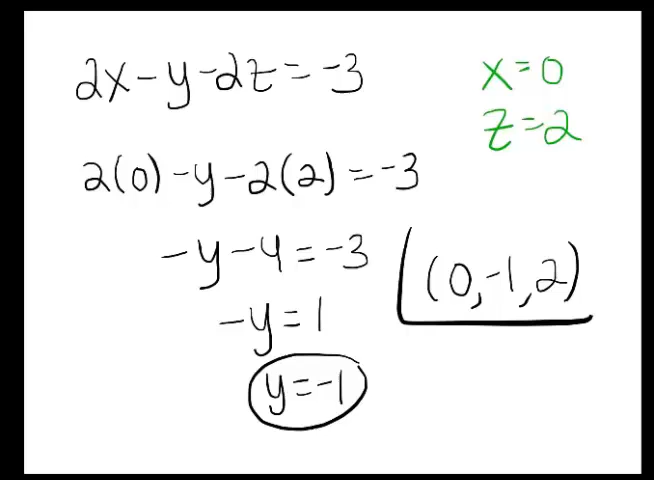 2x-y-2z=-3
x=0
z=2
2(0)-y-2(2)=-3
-y-4=-3
(0,-1,2)
-y=1
y=-1